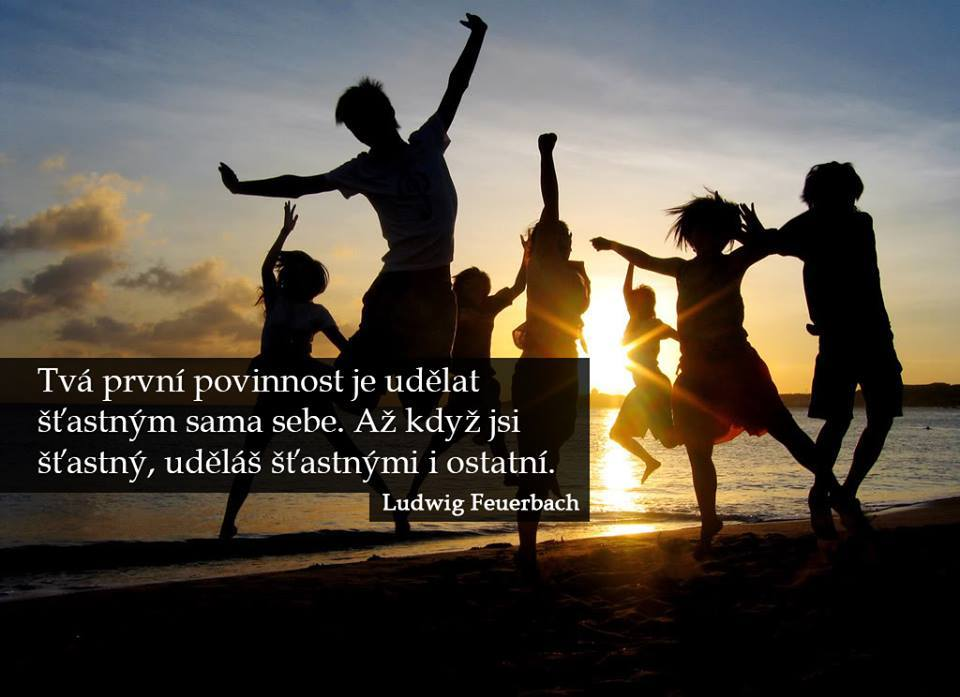 Tvá první povinnost je udělat
šťastným sama sebe. Až když jsi
šťastný, uděláš šťastnými i ostatní.
Ludwig Feuerbach